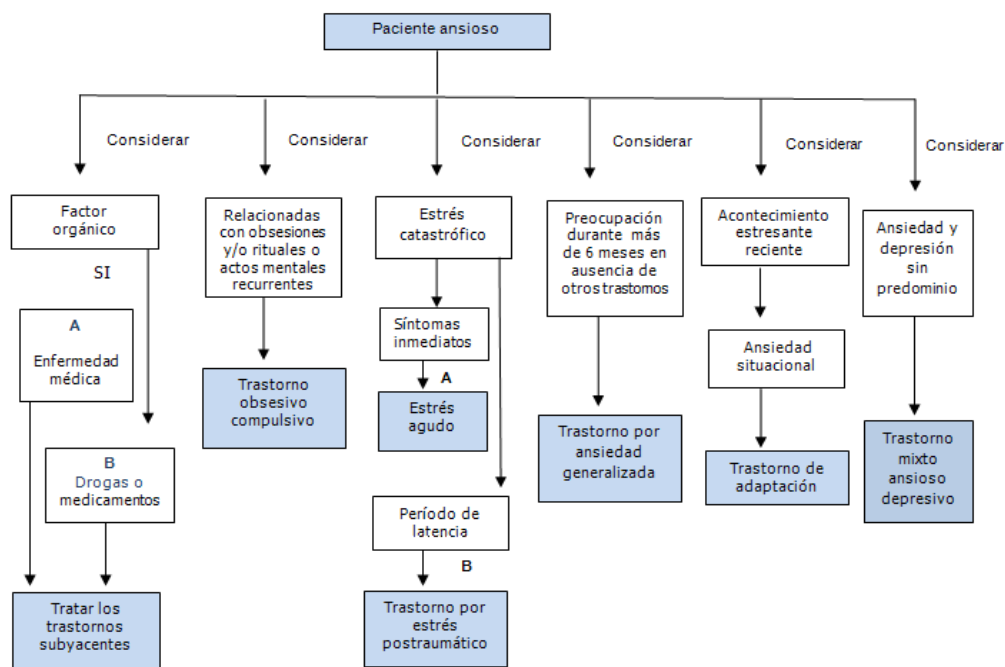 Paciente ansioso
Considerar
Considerar
Considerar
Considerar
Considerar
Considerar
Factor
orgánico
SI
A
Enfermedad
médica
B
Drogas o
medicamentos
Tratar los
trastornos
subyacentes
Relacionadas
con obsesiones
y/o rituales o
actos mentales
recurrentes
Trastorno
obsesivo
compulsivo
Estrés
catastrófico
Síntomas
inmediatos
A
Estrés
agudo
Período de
latencia
B
Trastorno por
estrés
postraumático
Preocupación
durante más
de 6 meses en
ausencia de
otros trastornos
Trastorno por
ansiedad
generalizada
Acontecimiento
estresante
reciente
Ansiedad
situacional
Trastorno de
adaptación
Ansiedad y
depresión
sin
predominio
Trastorno
mixto
ansioso
depresivo